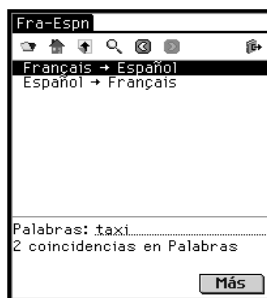 Fra-Espn
Français → Español
Español → Français
Palabras: taxi
2 coincidencias en Palabras
Más